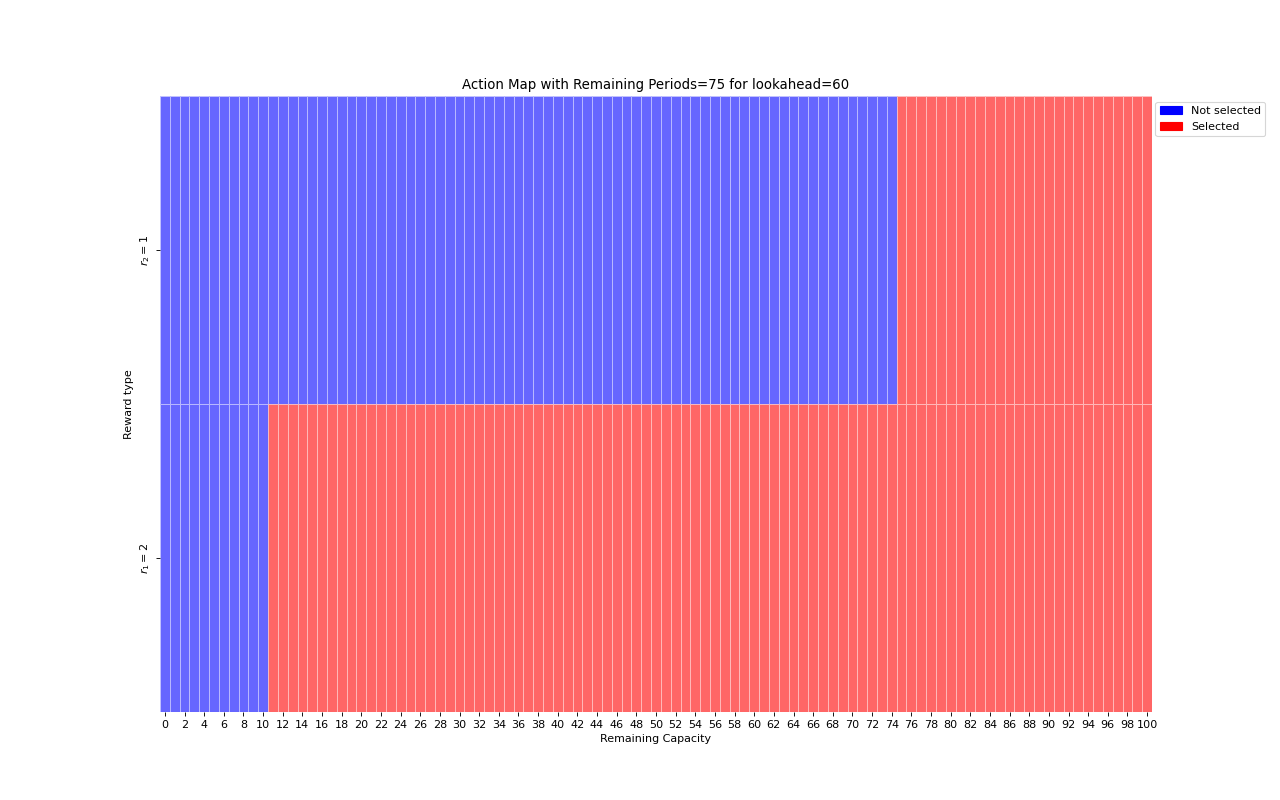 Action Map with Remaining Periods=75 for lookahead=60
Not selected
Selected
r₂ = 1
Reward type
r₁ = 2
0 2 4 6 8 10 12 14 16 18 20 22 24 26 28 30 32 34 36 38 40 42 44 46 48 50 52 54 56 58 60 62 64 66 68 70 72 74 76 78 80 82 84 86 88 90 92 94 96 98 100
Remaining Capacity